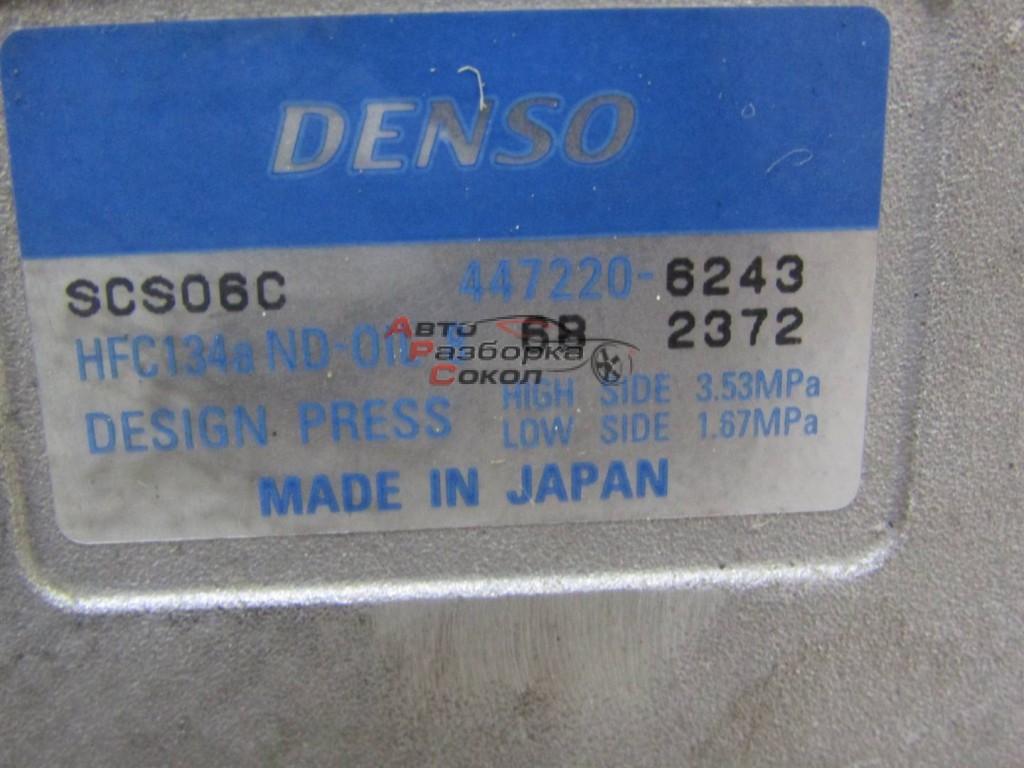 DENSO
SCS06C 447220-6243
HFC134a ND-OIL 6B 2372
DESIGN PRESS HIGH SIDE 3.53MPa
LOW SIDE 1.67MPa
MADE IN JAPAN
Авто
Разборка
Сокол